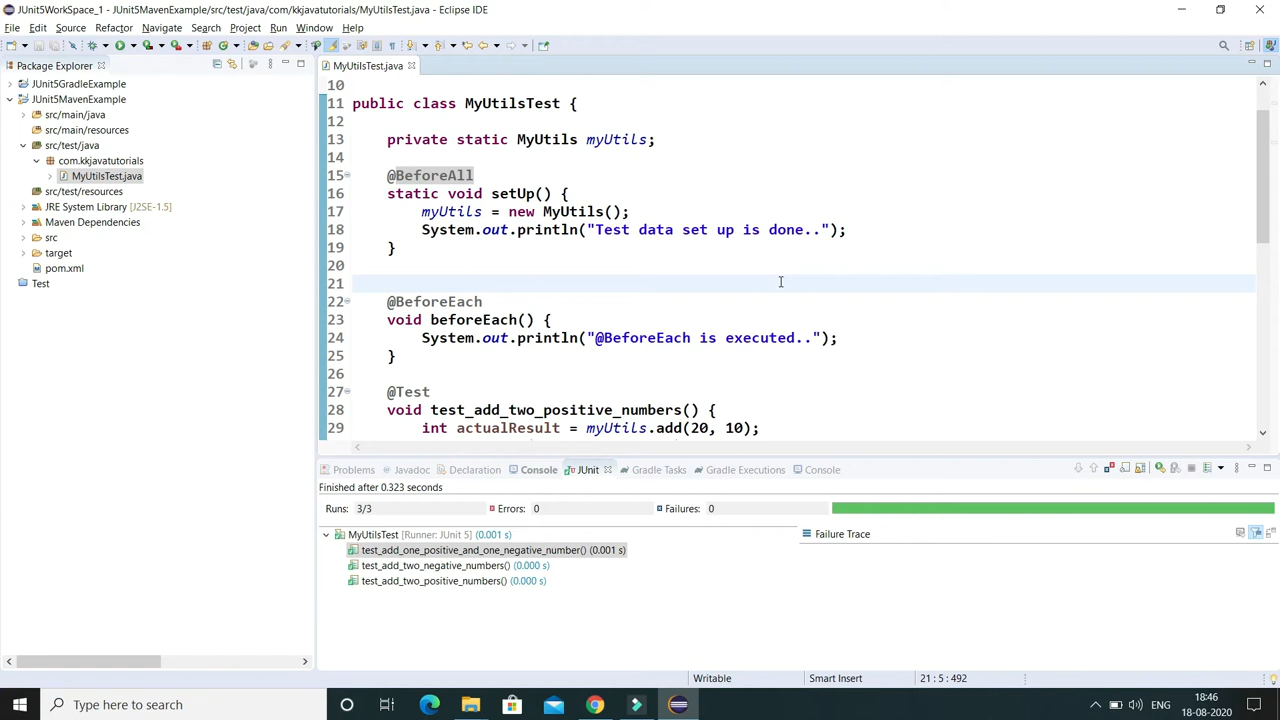 JUnit5WorkSpace_1 - JUnit5MavenExample/src/test/java/com/kkjavatutorials/MyUtilsTest.java - Eclipse IDE
File Edit Source Refactor Navigate Search Project Run Window Help
Package Explorer
JUnit5GradleExample
JUnit5MavenExample
src/main/java
src/main/resources
src/test/java
com.kkjavatutorials
MyUtilsTest.java
src/test/resources
JRE System Library [J2SE-1.5]
Maven Dependencies
src
target
pom.xml
Test
MyUtilsTest.java
10
11 public class MyUtilsTest {
12
13 private static MyUtils myUtils;
14
15 @BeforeAll
16 static void setUp() {
17 myUtils = new MyUtils();
18 System.out.println("Test data set up is done..");
19 }
20
21
22 @BeforeEach
23 void beforeEach() {
24 System.out.println("@BeforeEach is executed..");
25 }
26
27 @Test
28 void test_add_two_positive_numbers() {
29 int actualResult = myUtils.add(20, 10);
Problems Javadoc Declaration Console JUnit Gradle Tasks Gradle Executions Console
Finished after 0.323 seconds
Runs: 3/3 Errors: 0 Failures: 0
MyUtilsTest [Runner: JUnit 5] (0.001 s)
test_add_one_positive_and_one_negative_number() (0.001 s)
test_add_two_negative_numbers() (0.000 s)
test_add_two_positive_numbers() (0.000 s)
Failure Trace
Writable Smart Insert 21 : 5 : 492
Type here to search
ENG
18:46
18-08-2020